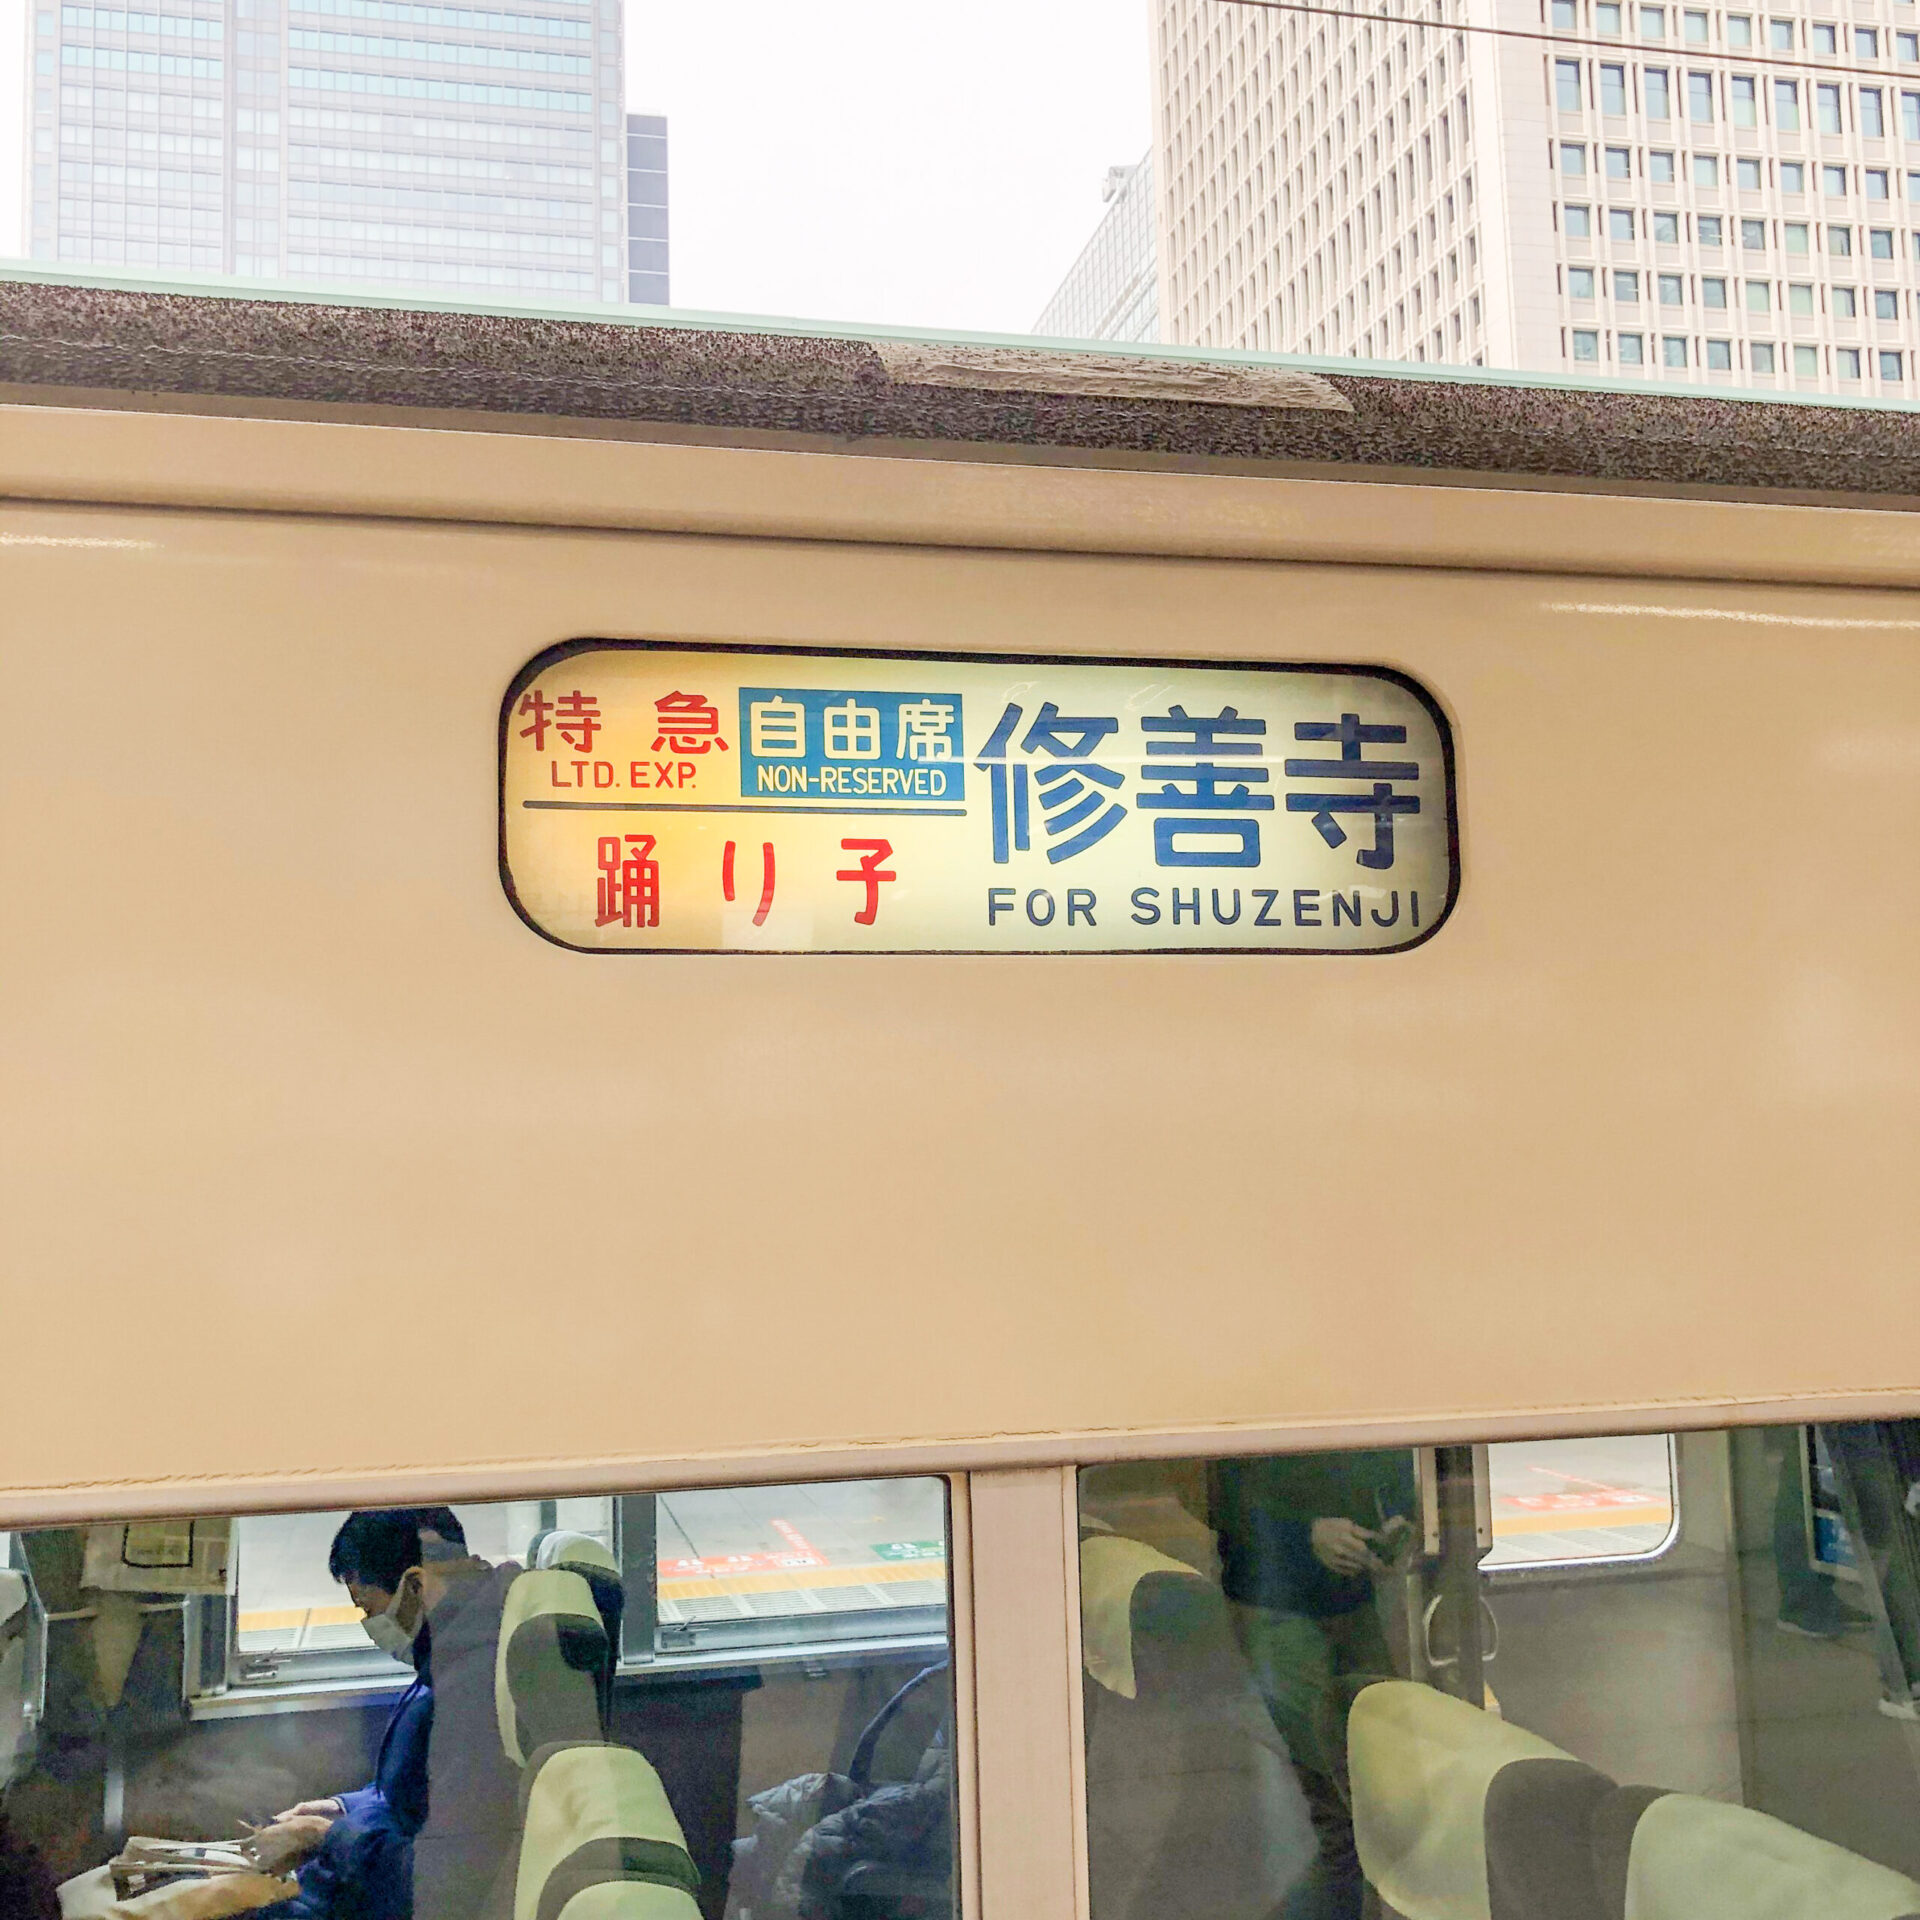 特急
LTD. EXP.
自由席
NON-RESERVED
踊り子
修善寺
FOR SHUZENJI